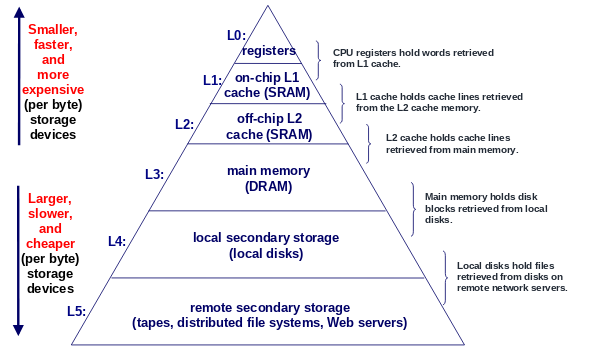 Smaller,
faster,
and
more
expensive
(per byte)
storage
devices
Larger,
slower,
and
cheaper
(per byte)
storage
devices
L0:
registers
CPU registers hold words retrieved
from L1 cache.
L1:
on-chip L1
cache (SRAM)
L1 cache holds cache lines retrieved
from the L2 cache memory.
L2:
off-chip L2
cache (SRAM)
L2 cache holds cache lines
retrieved from main memory.
L3:
main memory
(DRAM)
Main memory holds disk
blocks retrieved from local
disks.
L4:
local secondary storage
(local disks)
Local disks hold files
retrieved from disks on
remote network servers.
L5:
remote secondary storage
(tapes, distributed file systems, Web servers)